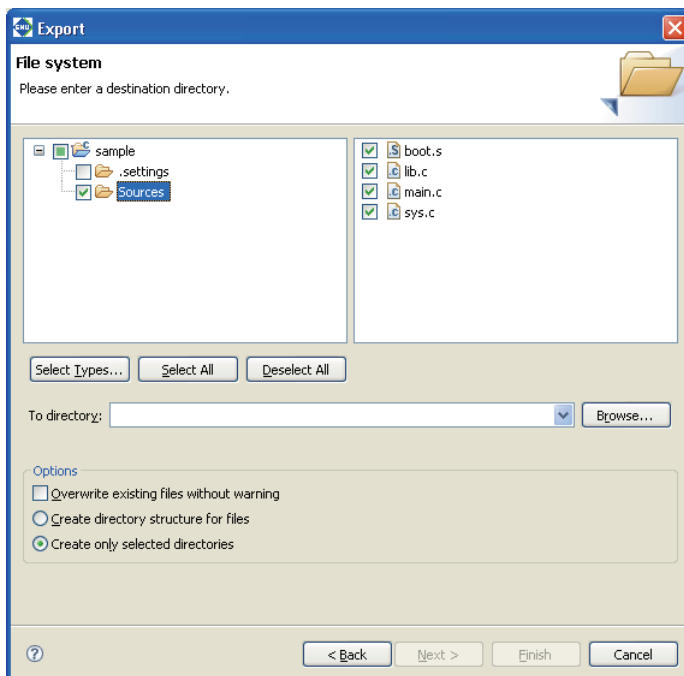 Export
File system
Please enter a destination directory.
sample
.settings
Sources
boot.s
lib.c
main.c
sys.c
Select Types...
Select All
Deselect All
To directory:
Browse...
Options
Overwrite existing files without warning
Create directory structure for files
Create only selected directories
?
< Back
Next >
Finish
Cancel